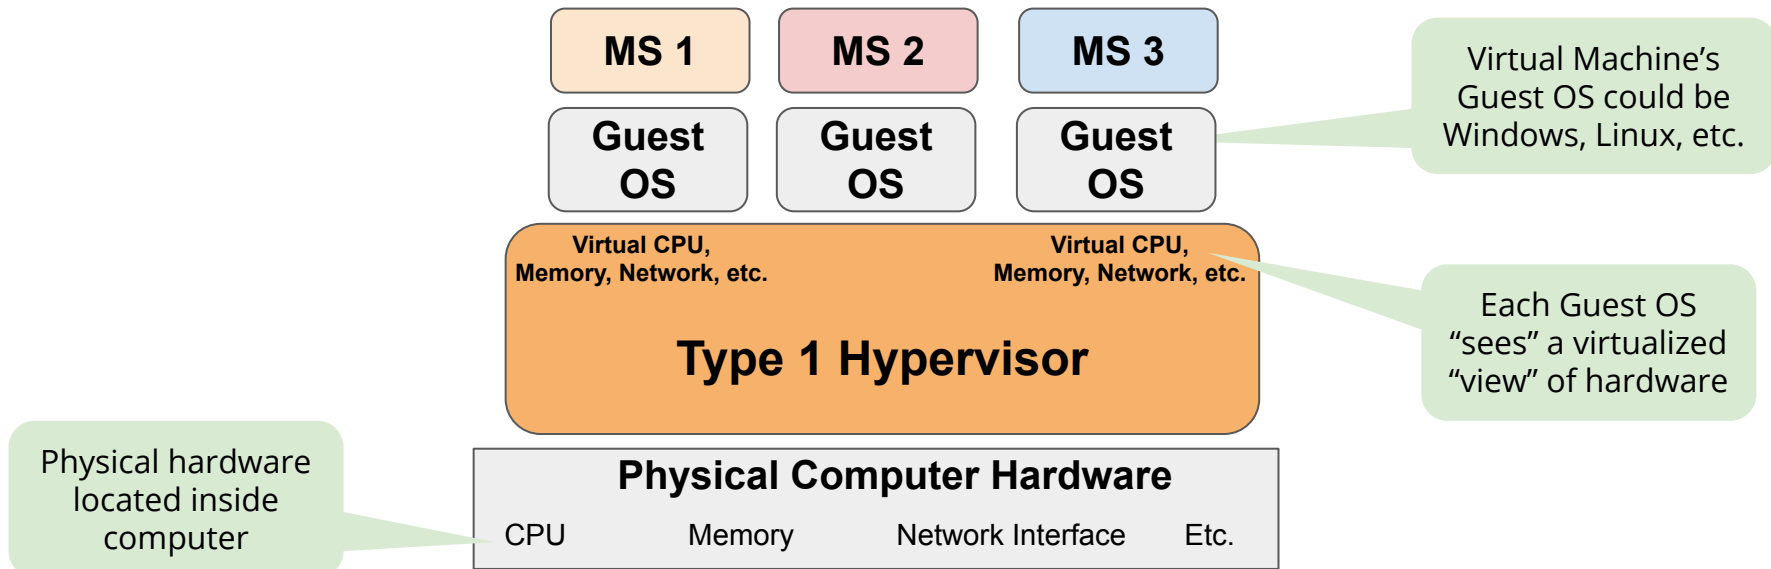 MS 1
MS 2
MS 3
Virtual Machine's
Guest OS could be
Windows, Linux, etc.
Guest
OS
Guest
OS
Guest
OS
Virtual CPU,
Memory, Network, etc.
Virtual CPU,
Memory, Network, etc.
Each Guest OS
“sees” a virtualized
“view” of hardware
Type 1 Hypervisor
Physical hardware
located inside
computer
Physical Computer Hardware
CPU
Memory
Network Interface
Etc.